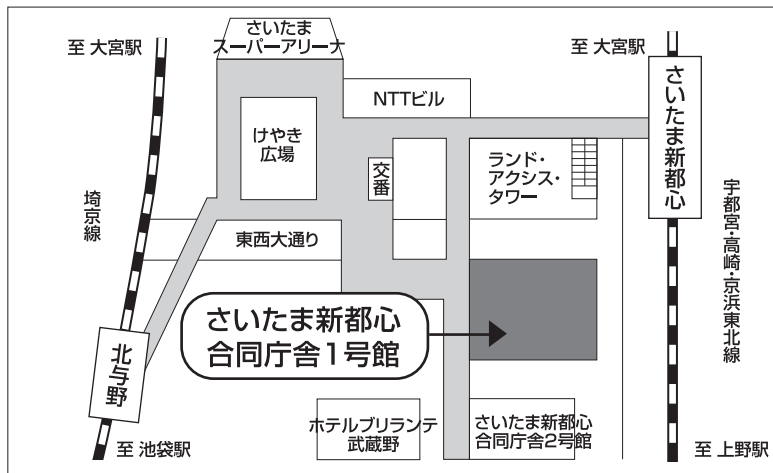 さいたま
スーパーアリーナ
至 大宮駅
至 大宮駅
NTTビル
さいたま新都心
けやき
広場
交番
ランド・
アクシス・
タワー
埼京線
宇都宮・高崎・京浜東北線
東西大通り
さいたま新都心
合同庁舎1号館
北与野
ホテルブリランテ
武蔵野
さいたま新都心
合同庁舎2号館
至 池袋駅
至 上野駅